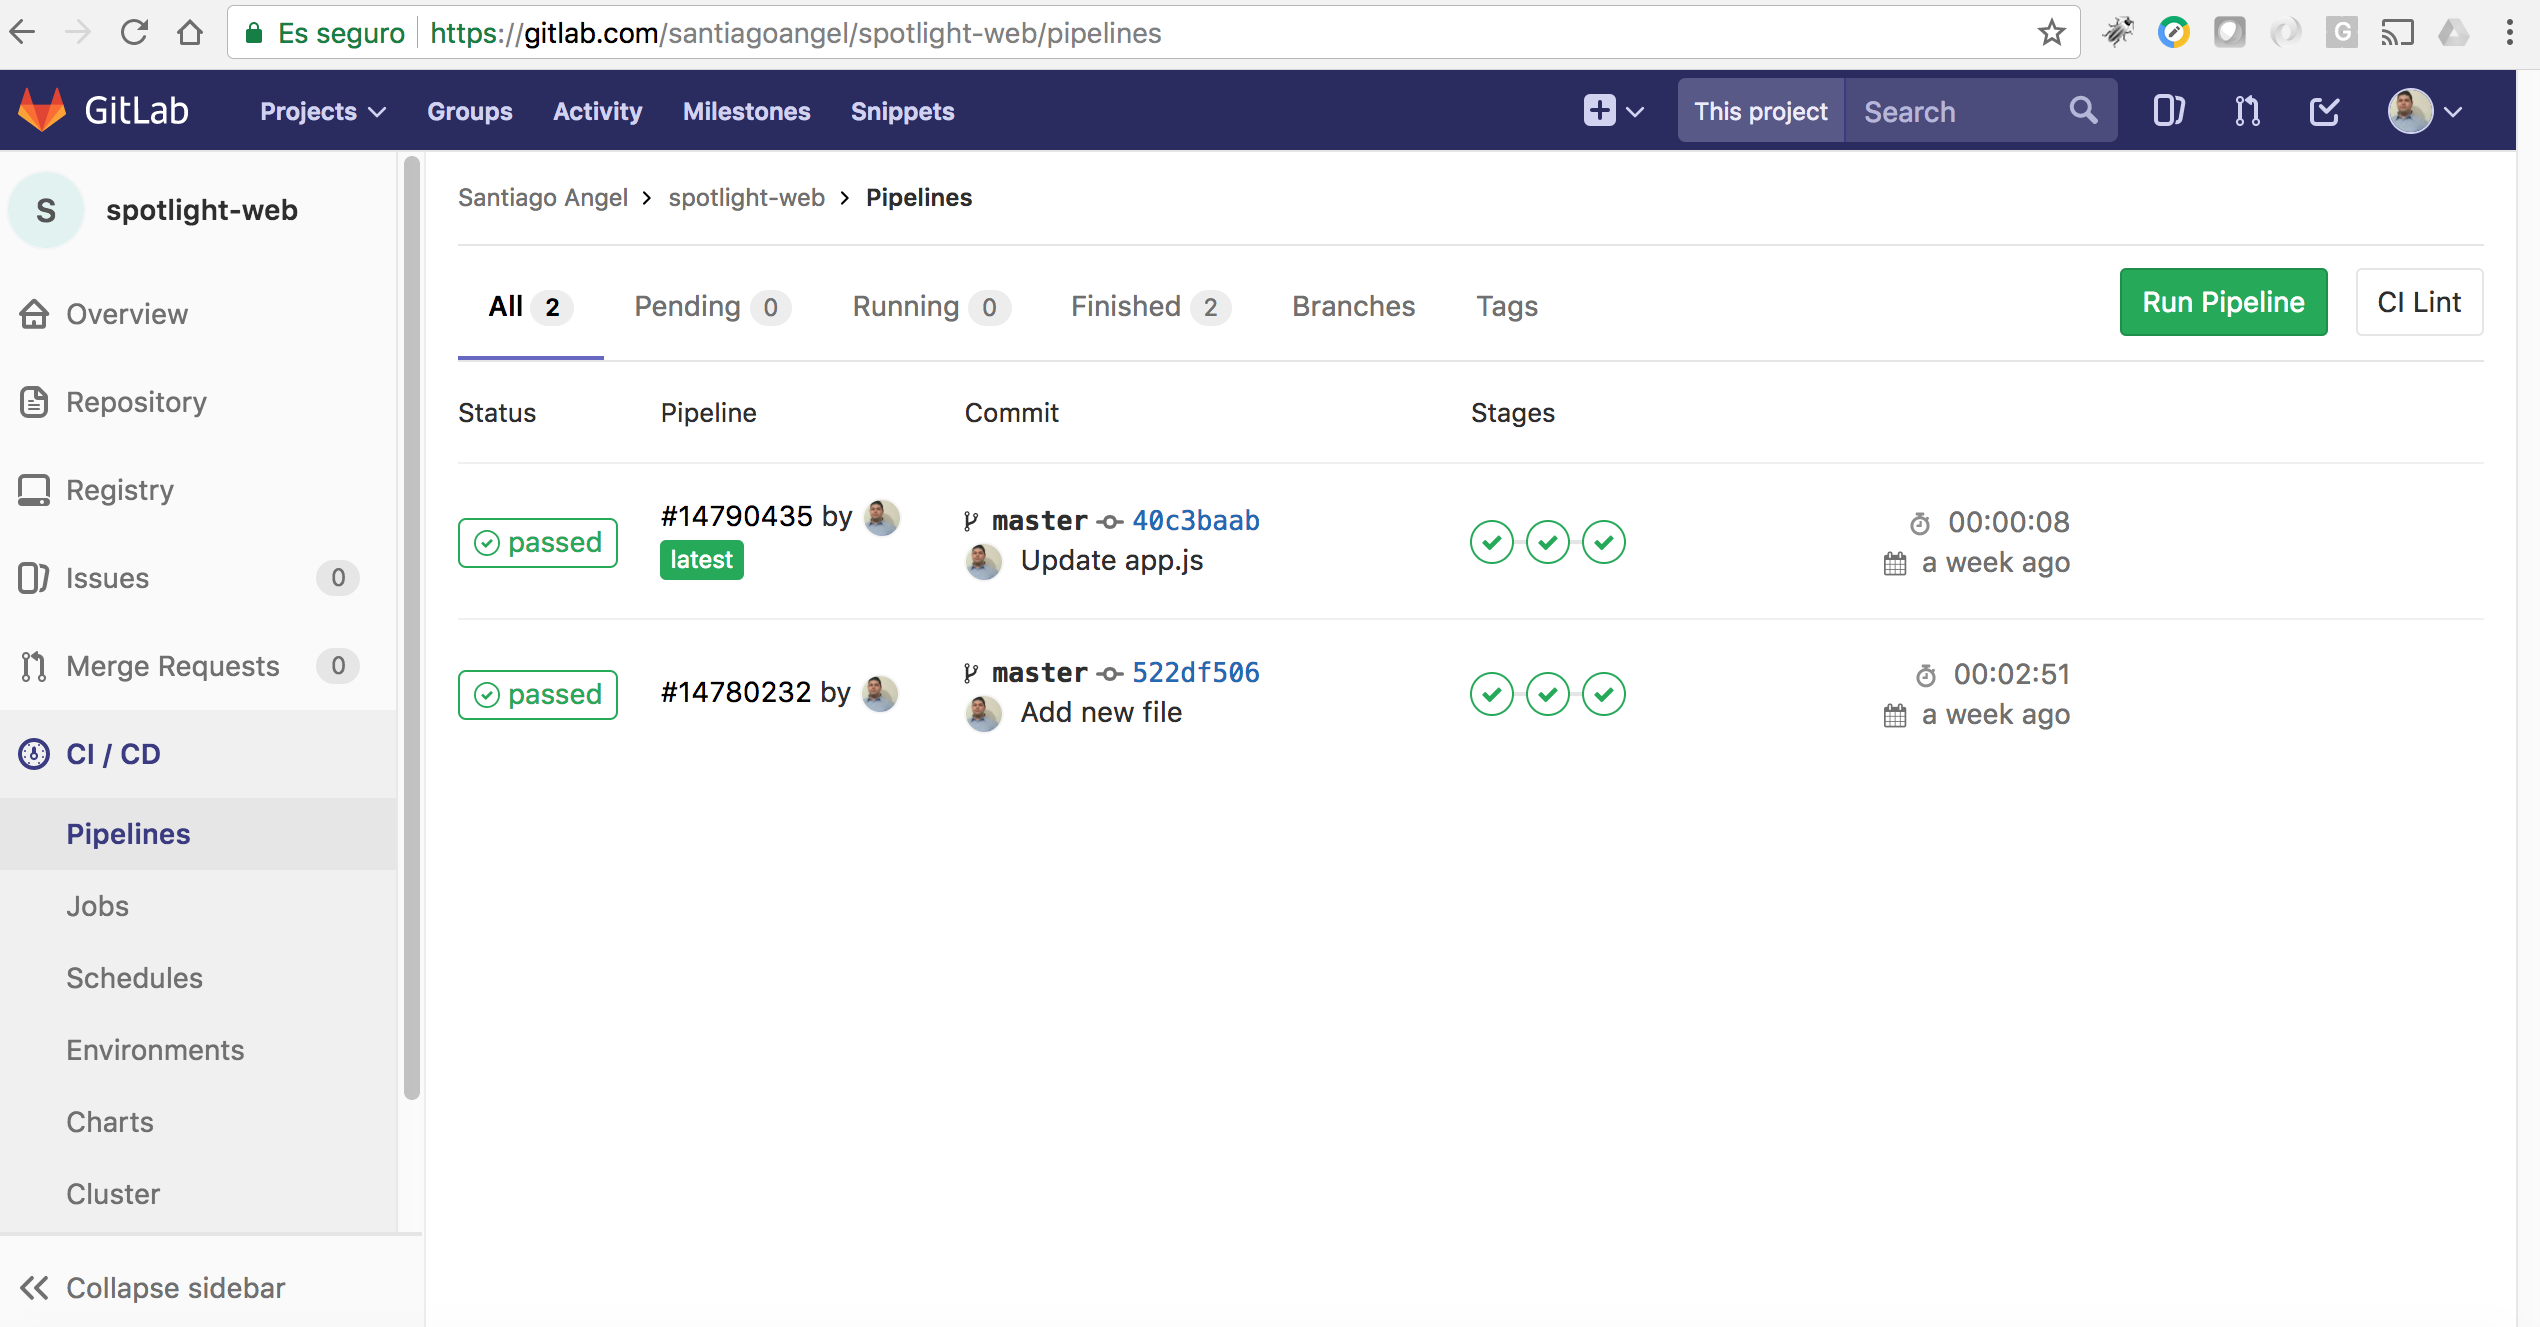 Es seguro https://gitlab.com/santiagoangel/spotlight-web/pipelines
G
GitLab Projects Groups Activity Milestones Snippets This project Search
S spotlight-web
Overview
Repository
Registry
Issues 0
Merge Requests 0
CI / CD
Pipelines
Jobs
Schedules
Environments
Charts
Cluster
Collapse sidebar
Santiago Angel > spotlight-web > Pipelines
All 2 Pending 0 Running 0 Finished 2 Branches Tags Run Pipeline CI Lint
Status Pipeline Commit Stages
passed #14790435 by latest master 40c3baab Update app.js 00:00:08 a week ago
passed #14780232 by master 522df506 Add new file 00:02:51 a week ago